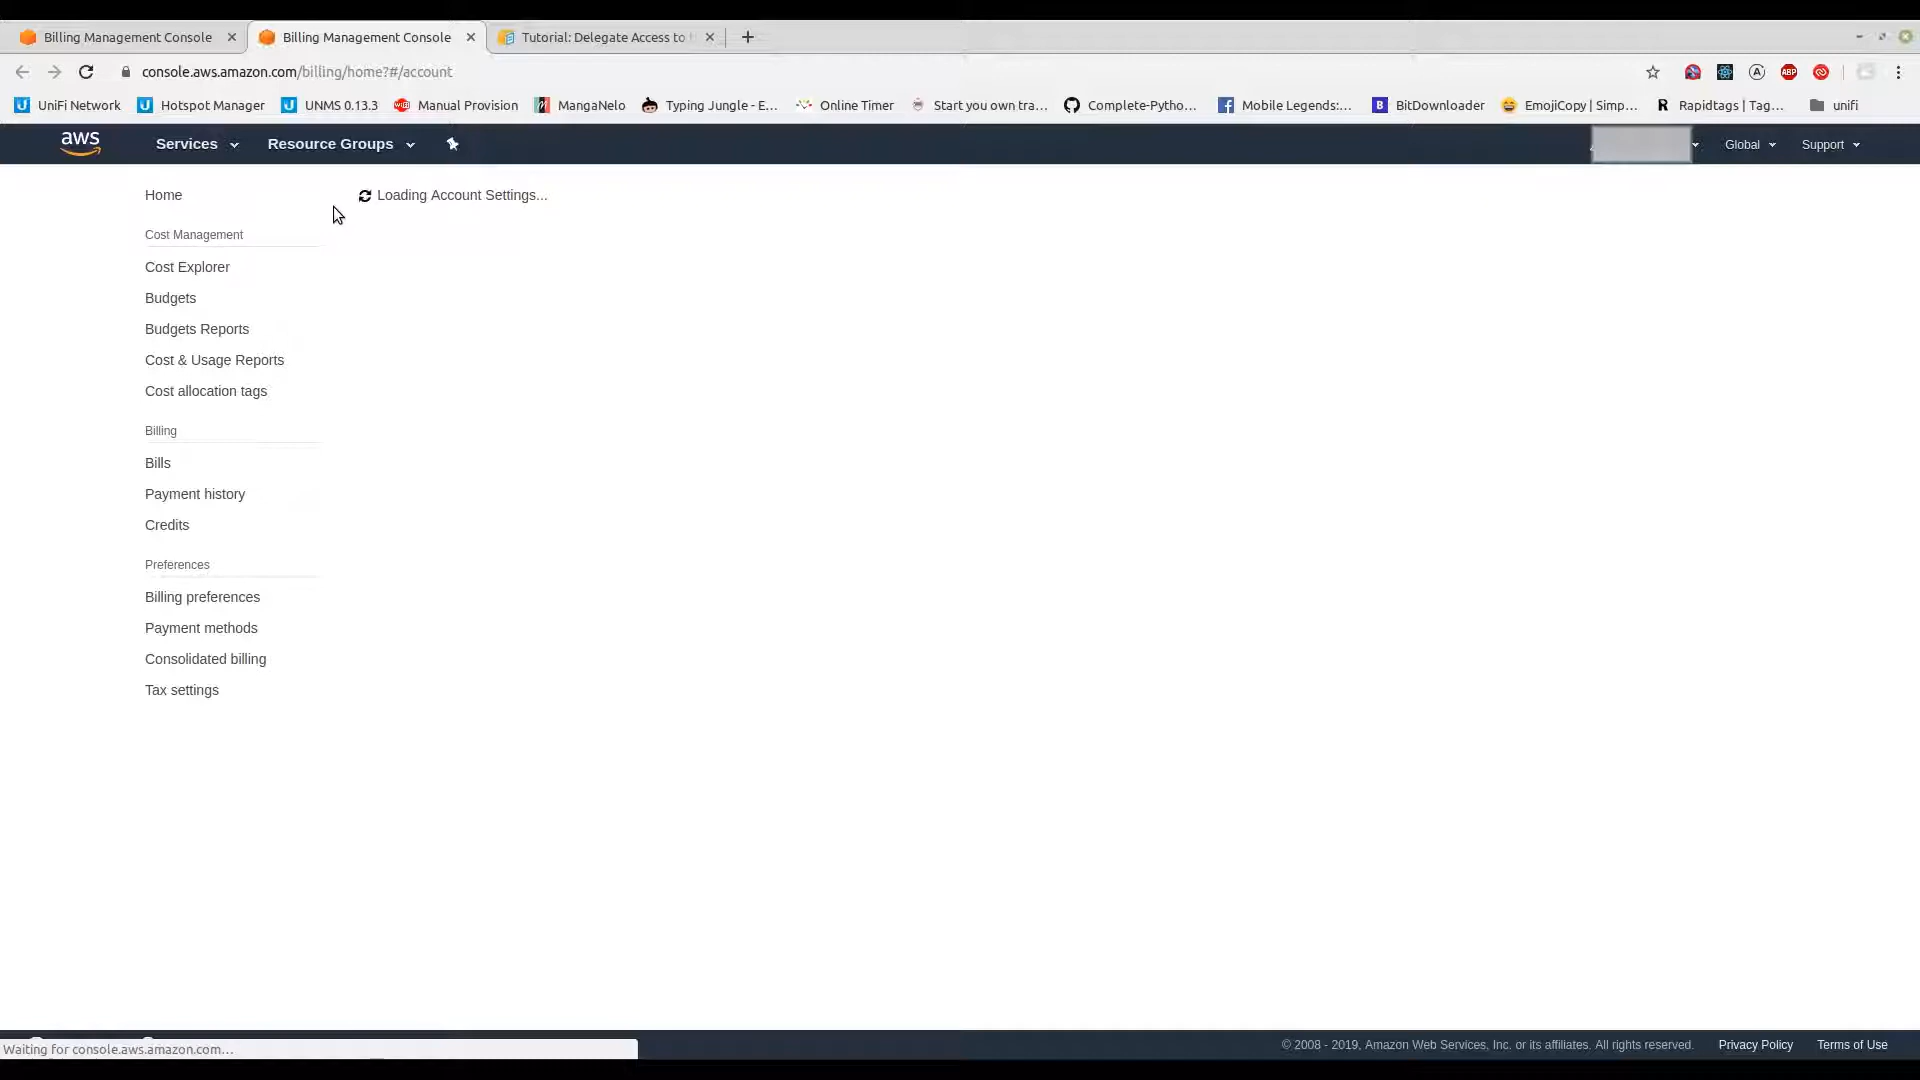 Billing Management Console
Billing Management Console
Tutorial: Delegate Access to
console.aws.amazon.com/billing/home?#/account
UniFi Network
Hotspot Manager
UNMS 0.13.3
Manual Provision
MangaNelo
Typing Jungle - E...
Online Timer
Start you own tra...
Complete-Pytho...
Mobile Legends:...
BitDownloader
EmojiCopy | Simp...
Rapidtags | Tag...
unifi
aws
Services
Resource Groups
Global
Support
Home
Loading Account Settings...
Cost Management
Cost Explorer
Budgets
Budgets Reports
Cost & Usage Reports
Cost allocation tags
Billing
Bills
Payment history
Credits
Preferences
Billing preferences
Payment methods
Consolidated billing
Tax settings
Waiting for console.aws.amazon.com...
© 2008 - 2019, Amazon Web Services, Inc. or its affiliates. All rights reserved.
Privacy Policy
Terms of Use